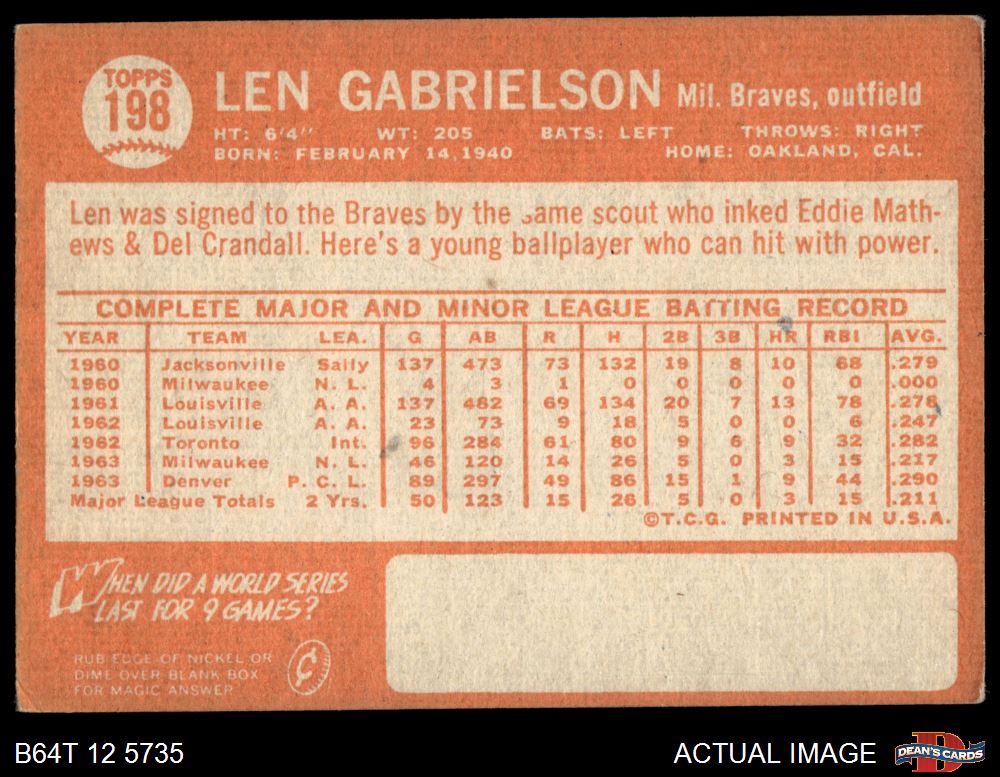 TOPPS
198
LEN GABRIELSON Mil. Braves, outfield
HT: 6'4" WT: 205 BATS: LEFT THROWS: RIGHT
BORN: FEBRUARY 14, 1940 HOME: OAKLAND, CAL.
Len was signed to the Braves by the same scout who inked Eddie Math-
ews & Del Crandall. Here's a young ballplayer who can hit with power.
COMPLETE MAJOR AND MINOR LEAGUE BATTING RECORD
YEAR TEAM LEA. G AB R H 2B 3B HR RBI AVG.
1960 Jacksonville Sally 137 473 73 132 19 8 10 68 .279
1960 Milwaukee N. L. 4 3 1 0 0 0 0 0 .000
1961 Louisville A. A. 137 482 69 134 20 7 13 78 .278
1962 Louisville A. A. 23 73 9 18 5 0 0 6 .247
1962 Toronto Int. 96 284 61 80 9 6 9 32 .282
1963 Milwaukee N. L. 46 120 14 26 5 0 3 15 .217
1963 Denver P. C. L. 89 297 49 86 15 1 9 44 .290
Major League Totals 2 Yrs. 50 123 15 26 5 0 3 15 .211
©T.C.G. PRINTED IN U.S.A.
WHEN DID A WORLD SERIES
LAST FOR 9 GAMES?
RUB EDGE OF NICKEL OR
DIME OVER BLANK BOX
FOR MAGIC ANSWER
¢
B64T 12 5735 ACTUAL IMAGE
D
DEAN'S CARDS